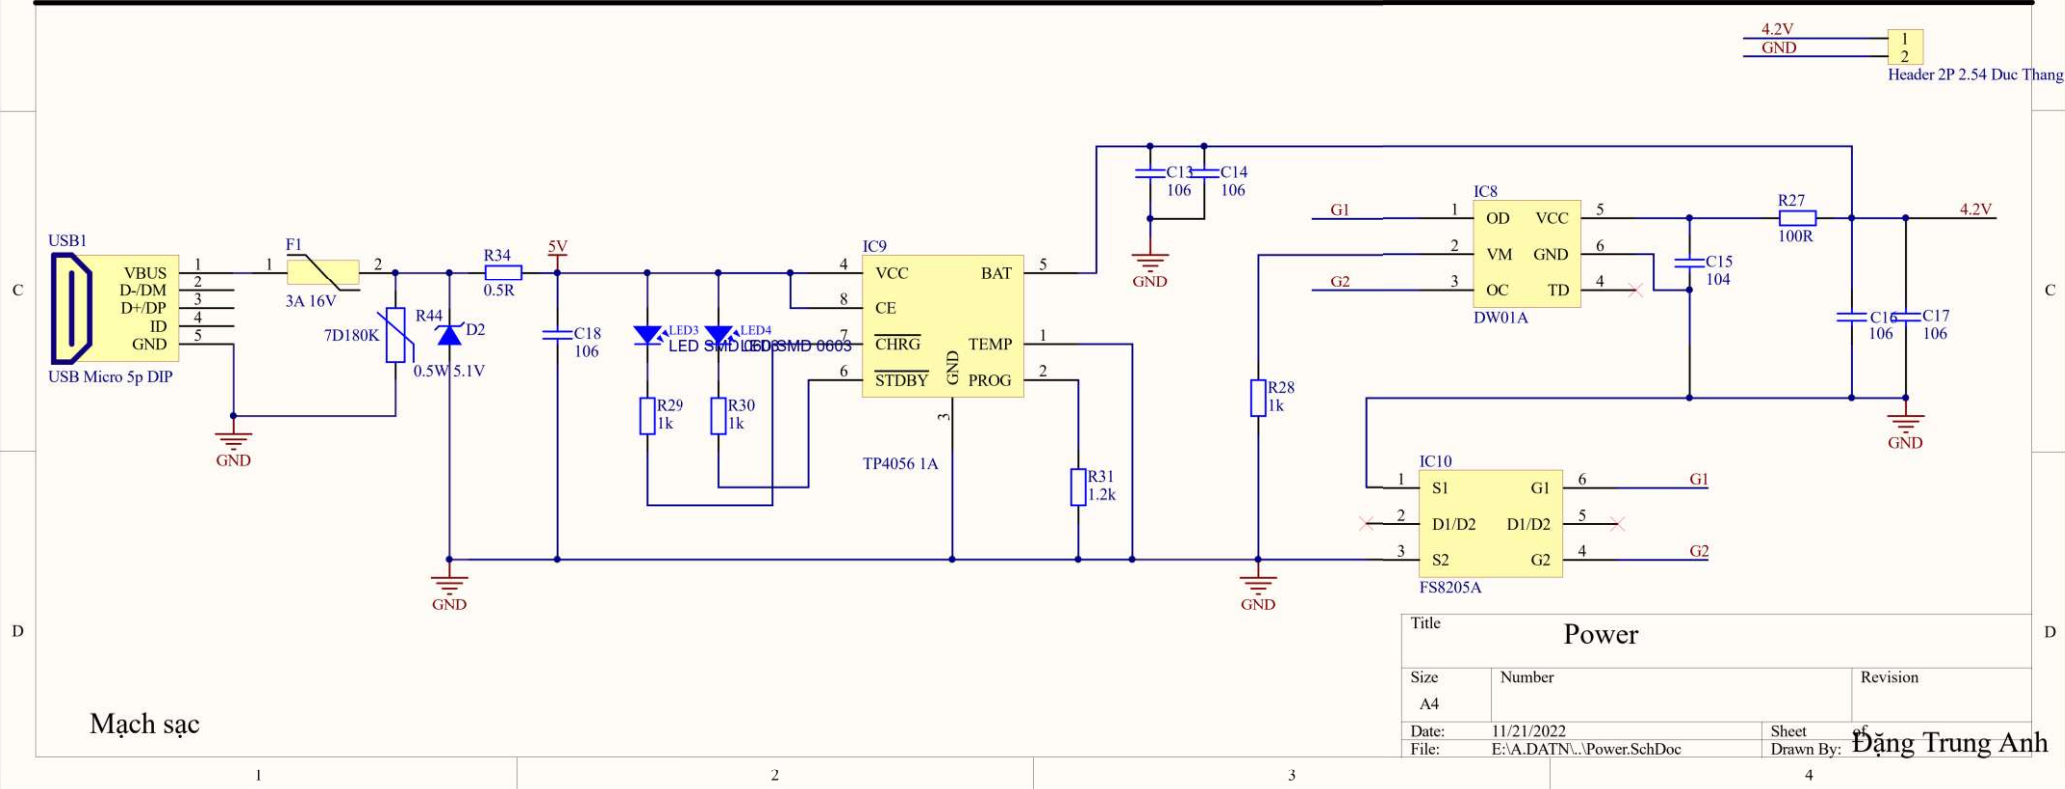 4.2V
GND
1
2
Header 2P 2.54 Duc Thang
C
C
USB1
VBUS 1
D-/DM 2
D+/DP 3
ID 4
GND 5
USB Micro 5p DIP
GND
F1
1 2
3A 16V
7D180K
R44
D2
0.5W 5.1V
GND
R34
0.5R
5V
C18
106
LED3
LED SMD 0603
LED4
LED SMD 0603
R29
1k
R30
1k
IC9
4 VCC BAT 5
8 CE
7 CHRG TEMP 1
6 STDBY PROG 2
GND
3
TP4056 1A
R31
1.2k
C13
106
C14
106
GND
R28
1k
GND
IC8
G1 1 OD VCC 5
2 VM GND 6
G2 3 OC TD 4
DW01A
R27
100R
4.2V
C15
104
C16
106
C17
106
GND
IC10
1 S1 G1 6 G1
2 D1/D2 D1/D2 5
3 S2 G2 4 G2
FS8205A
D
D
Mạch sạc
Title
Power
Size
A4
Number
Revision
Date: 11/21/2022 Sheet of
File: E:\A.DATN\..\Power.SchDoc Drawn By: Đặng Trung Anh
1 2 3 4